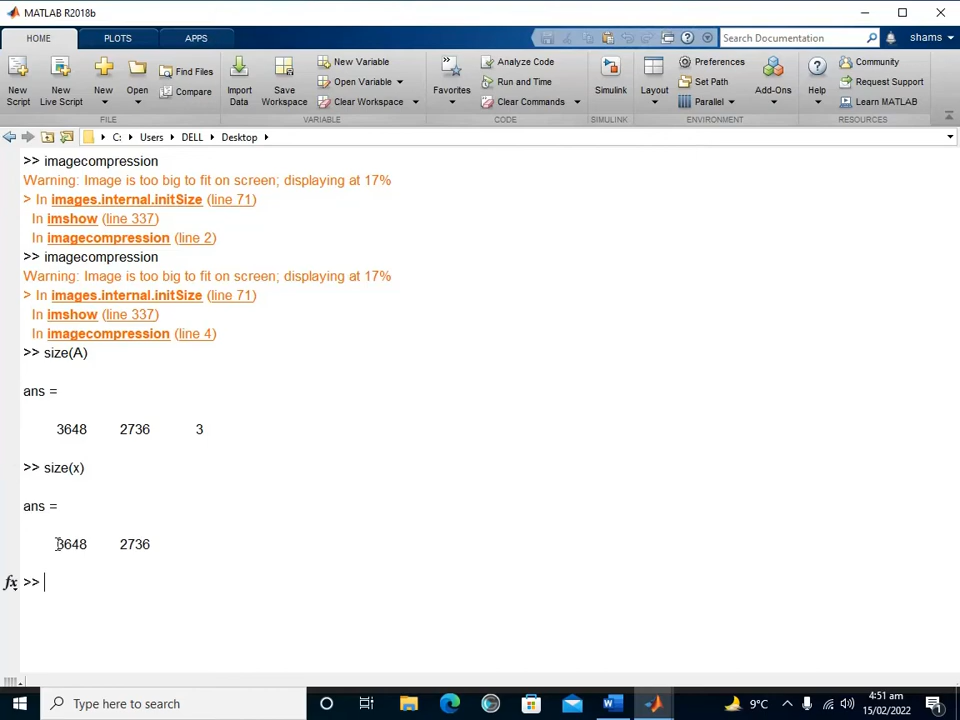 MATLAB R2018b
HOME PLOTS APPS Search Documentation shams
New Script New Live Script New Open Find Files Compare Import Data Save Workspace New Variable Open Variable Clear Workspace Favorites Analyze Code Run and Time Clear Commands Simulink Layout Preferences Set Path Parallel Add-Ons Help Community Request Support Learn MATLAB
FILE VARIABLE CODE SIMULINK ENVIRONMENT RESOURCES
C: Users DELL Desktop
>> imagecompression
Warning: Image is too big to fit on screen; displaying at 17%
> In images.internal.initSize (line 71)
In imshow (line 337)
In imagecompression (line 2)
>> imagecompression
Warning: Image is too big to fit on screen; displaying at 17%
> In images.internal.initSize (line 71)
In imshow (line 337)
In imagecompression (line 4)
>> size(A)
ans =
3648 2736 3
>> size(x)
ans =
3648 2736
fx >>
Type here to search 9°C 4:51 am
15/02/2022 1